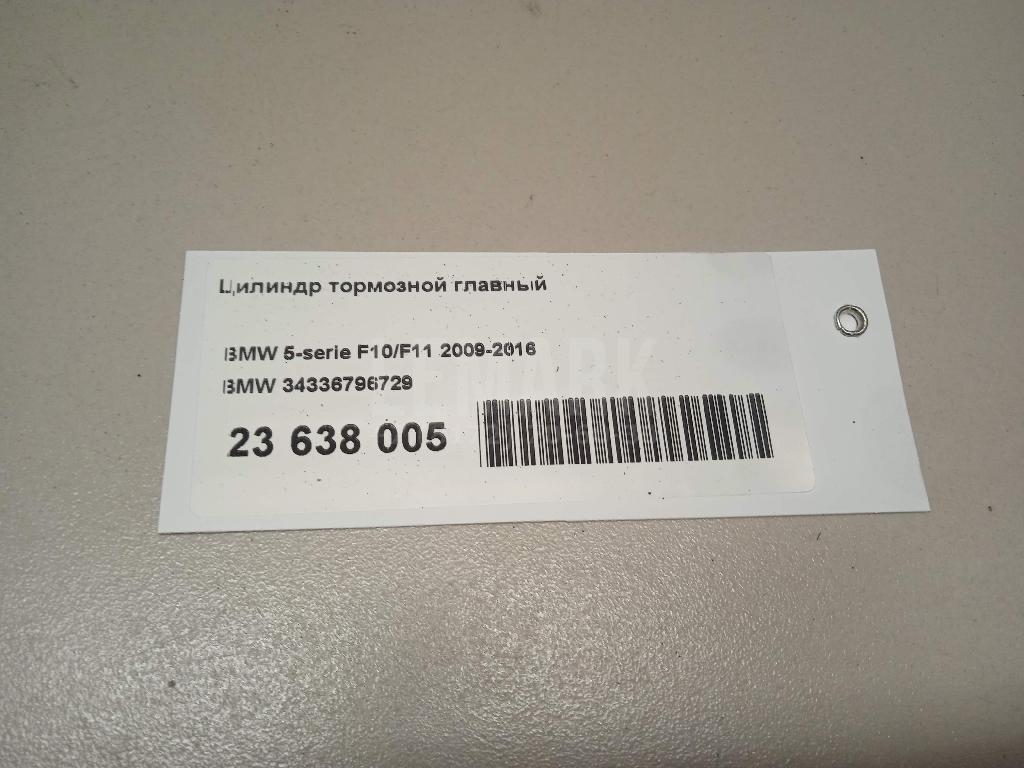 Цилиндр тормозной главный
BMW 5-serie F10/F11 2009-2016
BMW 34336796729
23 638 005